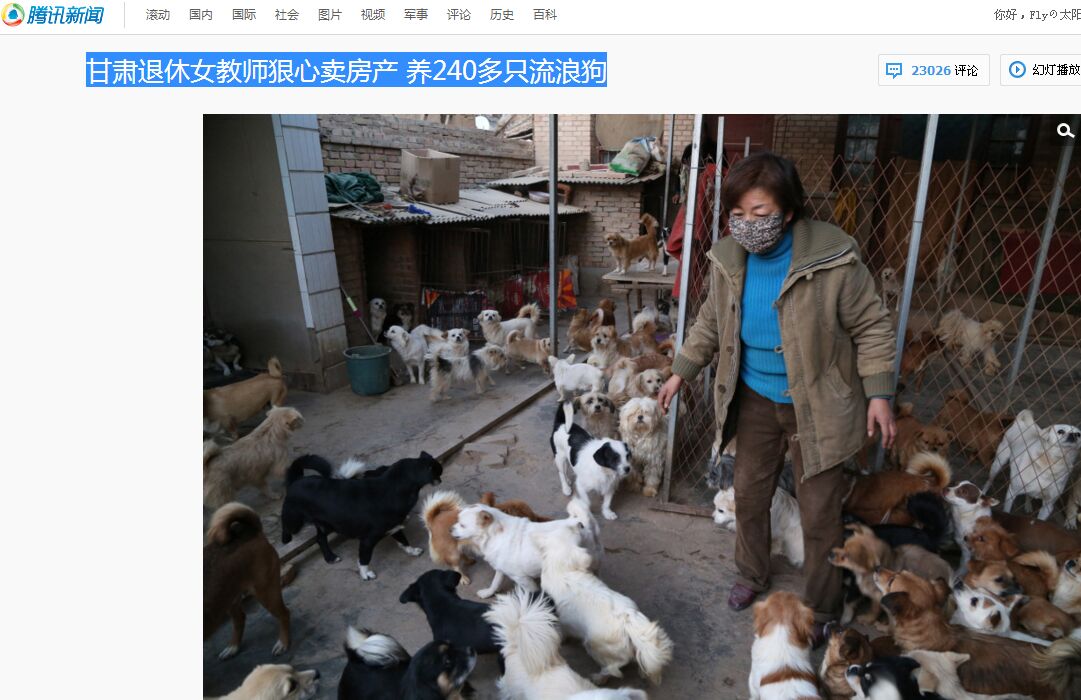 腾讯新闻 滚动 国内 国际 社会 图片 视频 军事 评论 历史 百科 你好，Flyの太阳
甘肃退休女教师狠心卖房产 养240多只流浪狗
23026 评论 幻灯播放